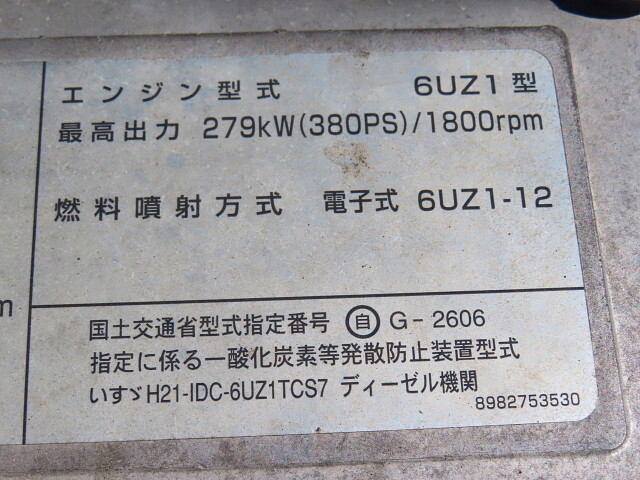 エンジン型式 6UZ1型
最高出力 279kW(380PS)/1800rpm
燃料噴射方式 電子式 6UZ1-12
m
国土交通省型式指定番号 自 G-2606
指定に係る一酸化炭素等発散防止装置型式
いすゞH21-IDC-6UZ1TCS7 ディーゼル機関
8982753530